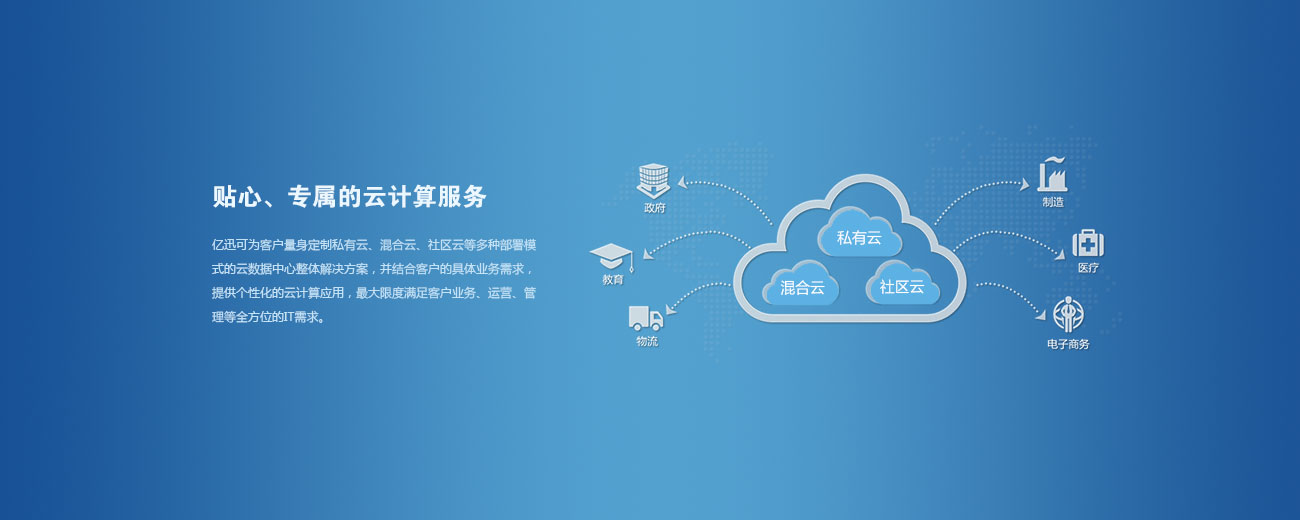 贴心、专属的云计算服务
亿迅可为客户量身定制私有云、混合云、社区云等多种部署模
式的云数据中心整体解决方案，并结合客户的具体业务需求，
提供个性化的云计算应用，最大限度满足客户业务、运营、管
理等全方位的IT需求。
政府
教育
物流
私有云
混合云
社区云
制造
医疗
电子商务